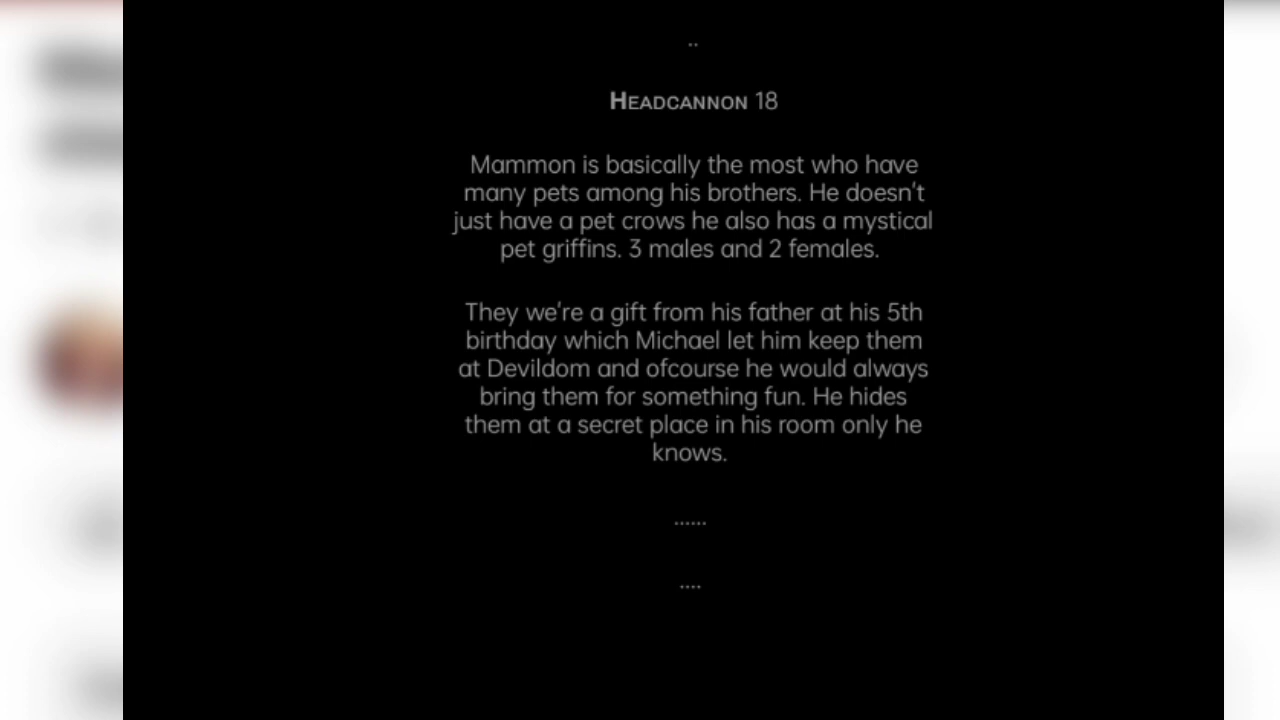 ..
Headcannon 18
Mammon is basically the most who have
many pets among his brothers. He doesn't
just have a pet crows he also has a mystical
pet griffins. 3 males and 2 females.
They we're a gift from his father at his 5th
birthday which Michael let him keep them
at Devildom and ofcourse he would always
bring them for something fun. He hides
them at a secret place in his room only he
knows.
......
....